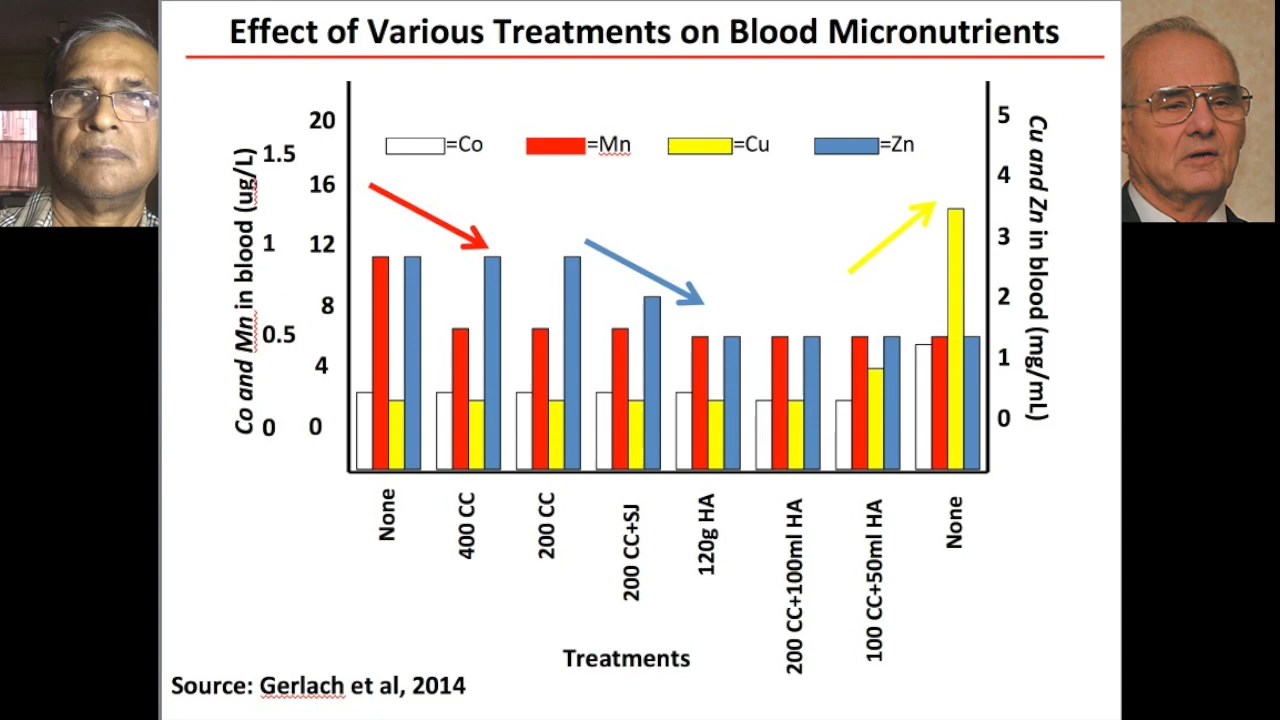 Effect of Various Treatments on Blood Micronutrients
=Co
=Mn
=Cu
=Zn
Co and Mn in blood (ug/L)
1.5
1
0.5
0
20
16
12
8
4
0
5
4
3
2
1
0
Cu and Zn in blood (mg/mL)
None
400 CC
200 CC
200 CC+SJ
120g HA
200 CC+100ml HA
100 CC+50ml HA
None
Treatments
Source: Gerlach et al, 2014